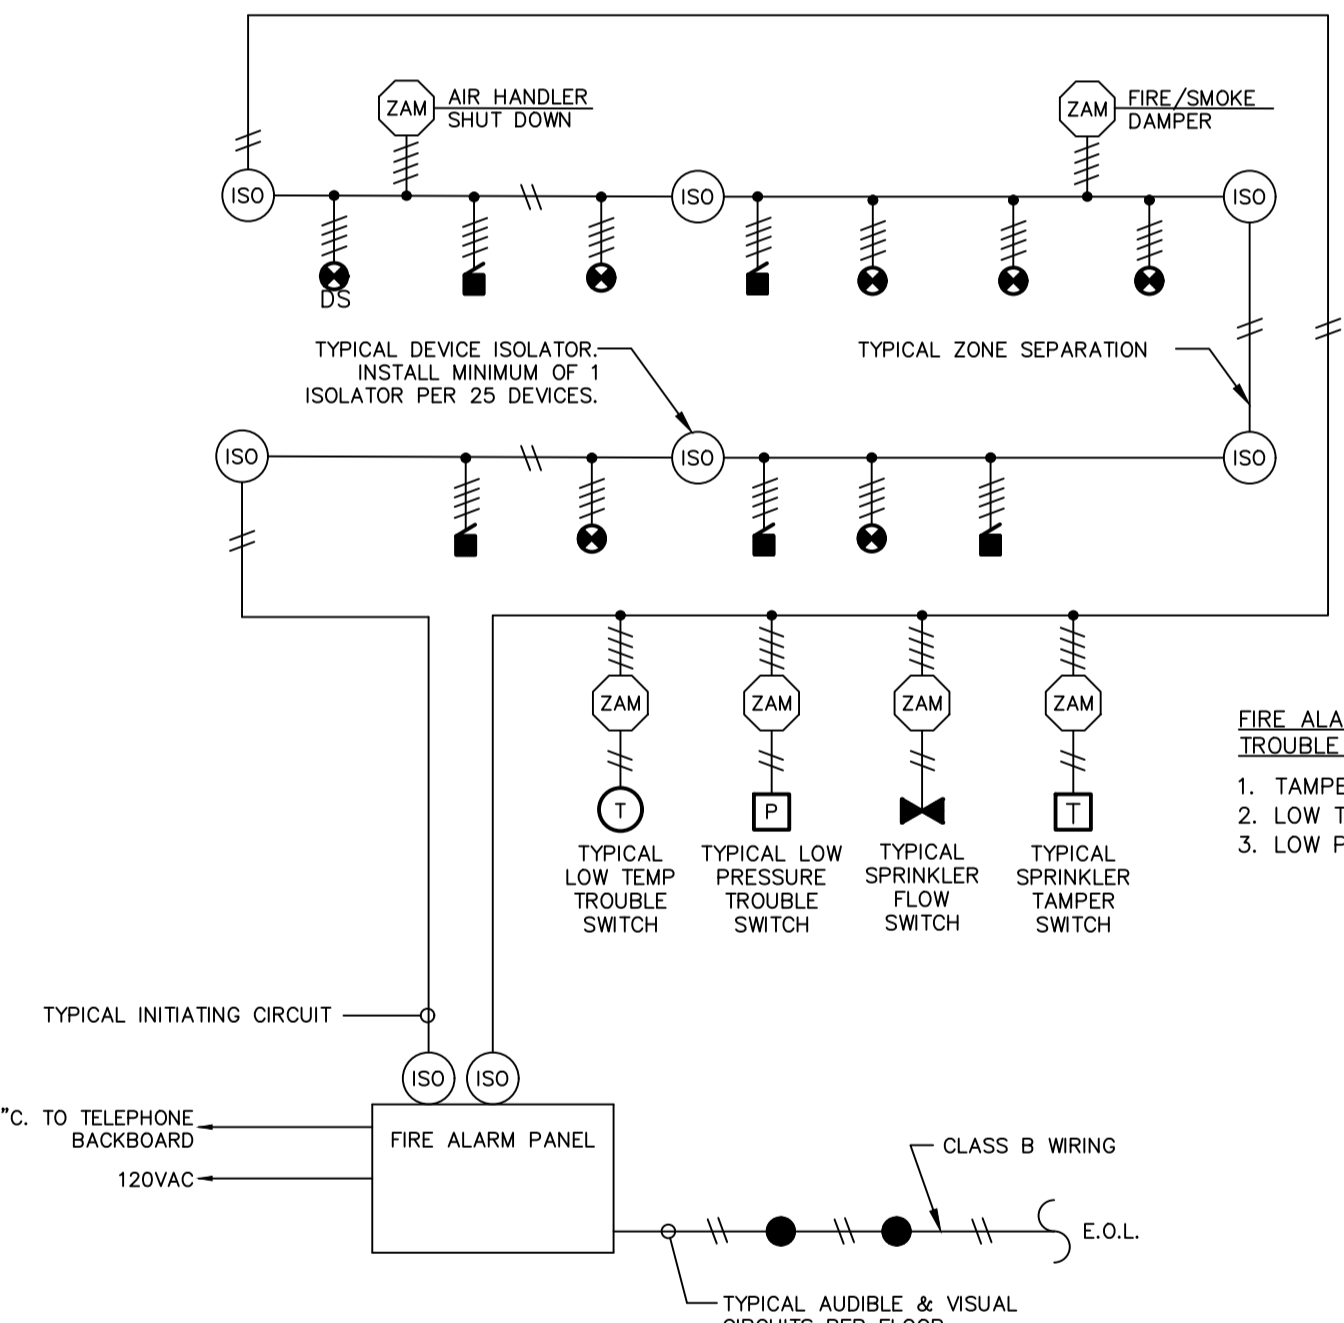 ZAM
AIR HANDLER
SHUT DOWN
ZAM
FIRE/SMOKE
DAMPER
ISO
ISO
ISO
DS
TYPICAL DEVICE ISOLATOR.
INSTALL MINIMUM OF 1
ISOLATOR PER 25 DEVICES.
TYPICAL ZONE SEPARATION
ISO
ISO
ISO
ZAM
ZAM
ZAM
ZAM
T
P
T
TYPICAL
LOW TEMP
TROUBLE
SWITCH
TYPICAL LOW
PRESSURE
TROUBLE
SWITCH
TYPICAL
SPRINKLER
FLOW
SWITCH
TYPICAL
SPRINKLER
TAMPER
SWITCH
FIRE ALA
TROUBLE
1. TAMPE
2. LOW T
3. LOW P
TYPICAL INITIATING CIRCUIT
ISO
ISO
"C. TO TELEPHONE
BACKBOARD
120VAC
FIRE ALARM PANEL
CLASS B WIRING
E.O.L.
TYPICAL AUDIBLE & VISUAL
CIRCUITS PER FLOOR